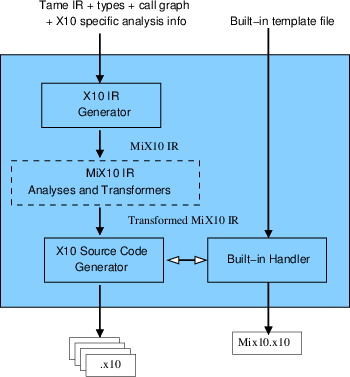 Tame IR + types + call graph
+ X10 specific analysis info
Built−in template file
X10 IR
Generator
MiX10 IR
MiX10 IR
Analyses and Transformers
Transformed MiX10 IR
X10 Source Code
Generator
Built−in Handler
.x10
Mix10.x10